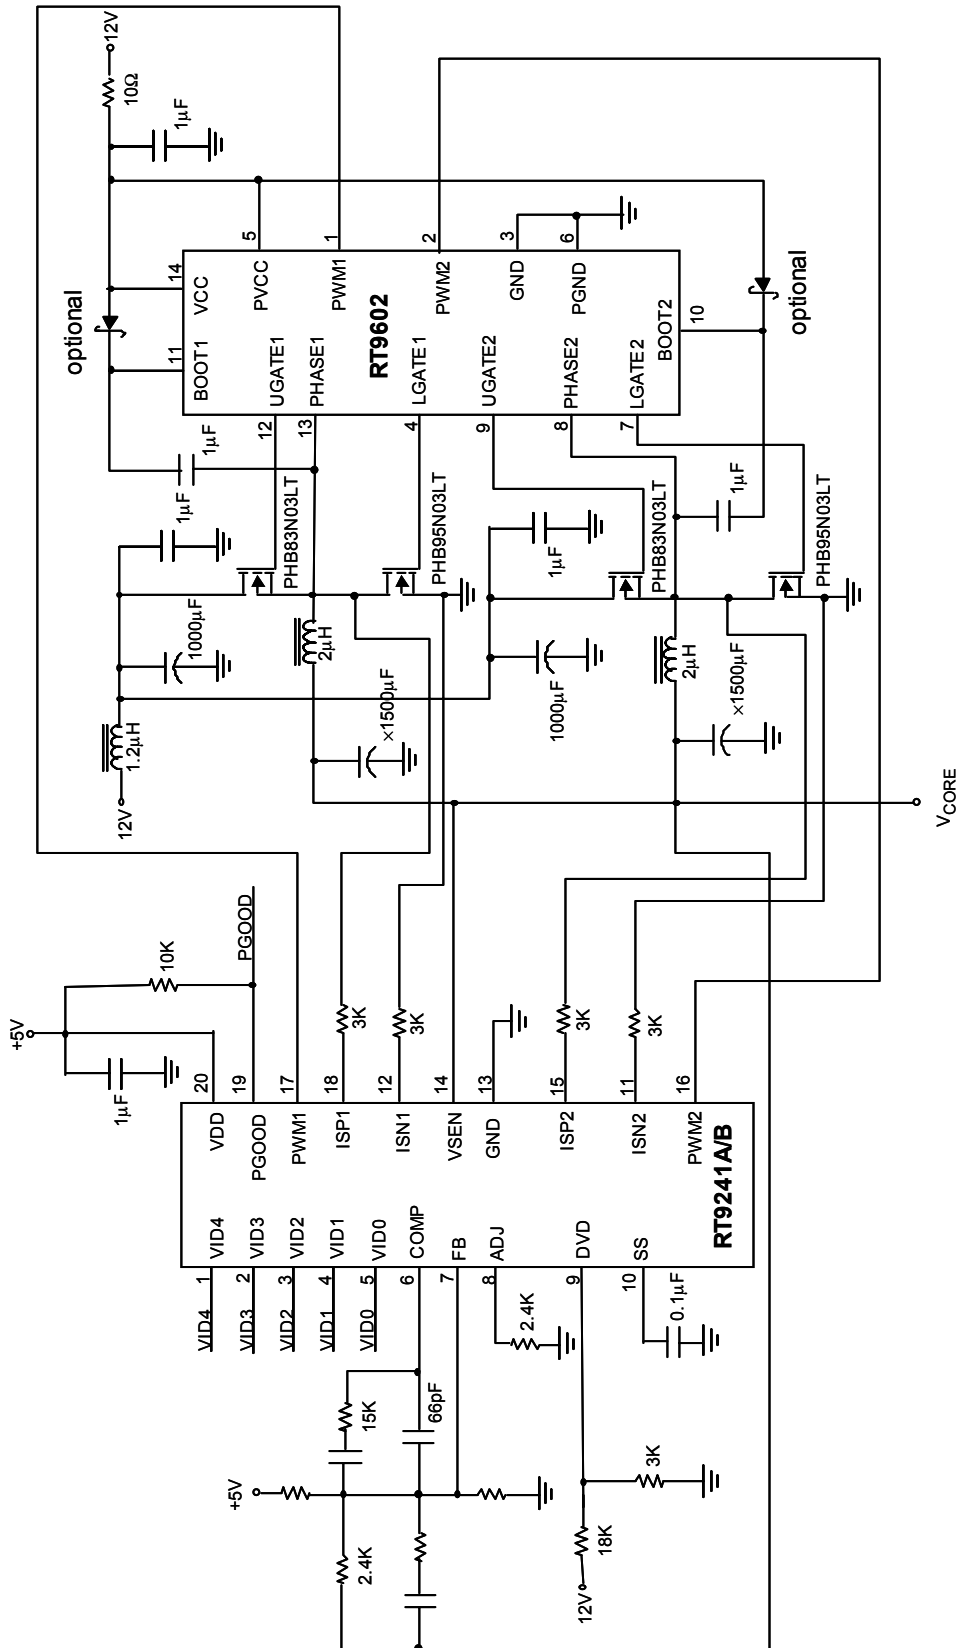 12V
10Ω
1μF
optional
5
1
2
3
6
14
VCC
PVCC
PWM1
PWM2
GND
PGND
RT9602
11
BOOT1
UGATE1
PHASE1
LGATE1
UGATE2
PHASE2
LGATE2
BOOT2
10
optional
12
13
4
9
8
7
1μF
1μF
PHB83N03LT
PHB95N03LT
1μF
PHB83N03LT
1μF
PHB95N03LT
1000μF
2μH
×1500μF
1000μF
2μH
×1500μF
1.2μH
12V
VCORE
PGOOD
10K
+5V
1μF
3K
3K
3K
3K
20
19
17
18
12
14
13
15
11
16
VDD
PGOOD
PWM1
ISP1
ISN1
VSEN
GND
ISP2
ISN2
PWM2
RT9241A/B
VID4
VID3
VID2
VID1
VID0
COMP
FB
ADJ
DVD
SS
1
2
3
4
5
6
7
8
9
10
VID4
VID3
VID2
VID1
VID0
2.4K
0.1μF
15K
66pF
+5V
3K
2.4K
18K
12V